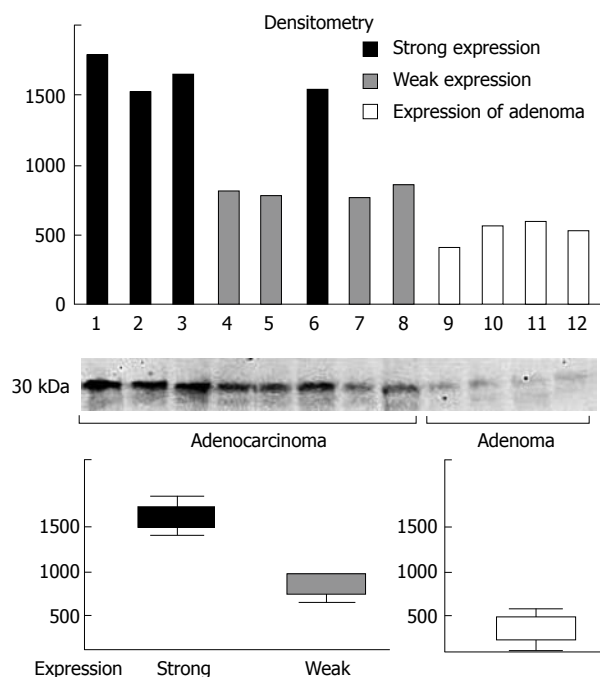 Densitometry
Strong expression
Weak expression
Expression of adenoma
1500
1000
500
0
1 2 3 4 5 6 7 8 9 10 11 12
30 kDa
Adenocarcinoma Adenoma
1500
1000
500
1500
1000
500
Expression Strong Weak